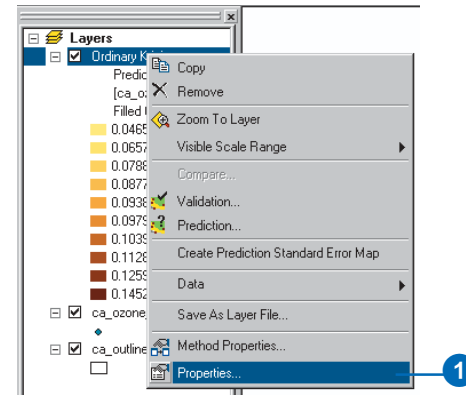 Layers
Ordinary K
Predic
[ca_oz
Filled
0.0465
0.0657
0.0788
0.0877
0.0938
0.0979
0.1039
0.1128
0.1259
0.1452
ca_ozone
ca_outline
Copy
Remove
Zoom To Layer
Visible Scale Range
Compare...
Validation...
Prediction...
Create Prediction Standard Error Map
Data
Save As Layer File...
Method Properties...
Properties...
1